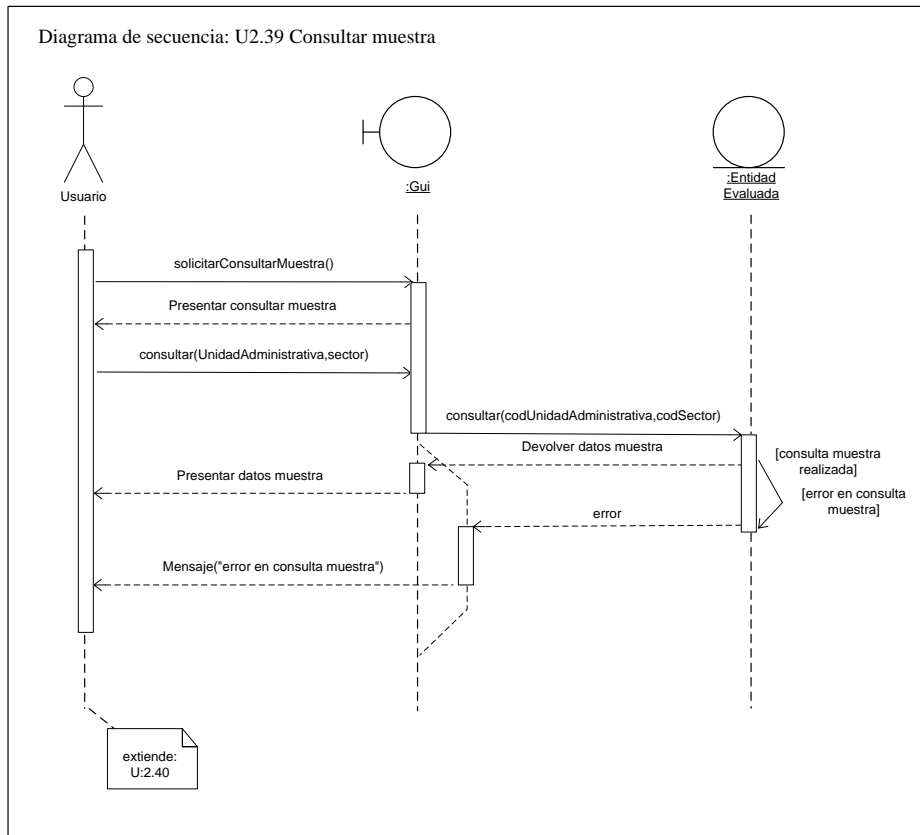 Diagrama de secuencia: U2.39 Consultar muestra
Usuario
:Gui
:Entidad
Evaluada
solicitarConsultarMuestra()
Presentar consultar muestra
consultar(UnidadAdministrativa,sector)
consultar(codUnidadAdministrativa,codSector)
Devolver datos muestra
[consulta muestra
realizada]
Presentar datos muestra
[error en consulta
muestra]
error
Mensaje("error en consulta muestra")
extiende:
U:2.40